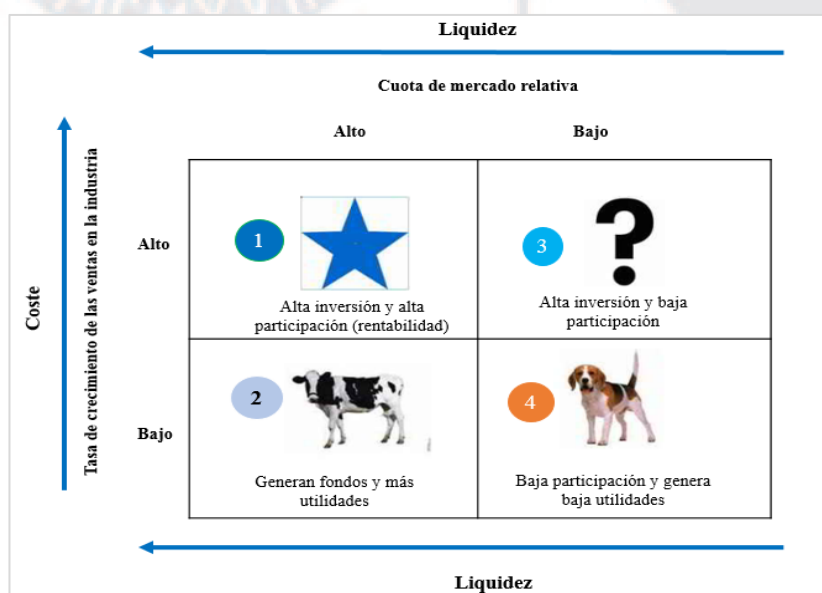 Liquidez
Cuota de mercado relativa
Alto
Bajo
Coste
Tasa de crecimiento de las ventas en la industria
Alto
1
Alta inversión y alta
participación (rentabilidad)
3
?
Alta inversión y baja
participación
Bajo
2
Generan fondos y más
utilidades
4
Baja participación y genera
baja utilidades
Liquidez